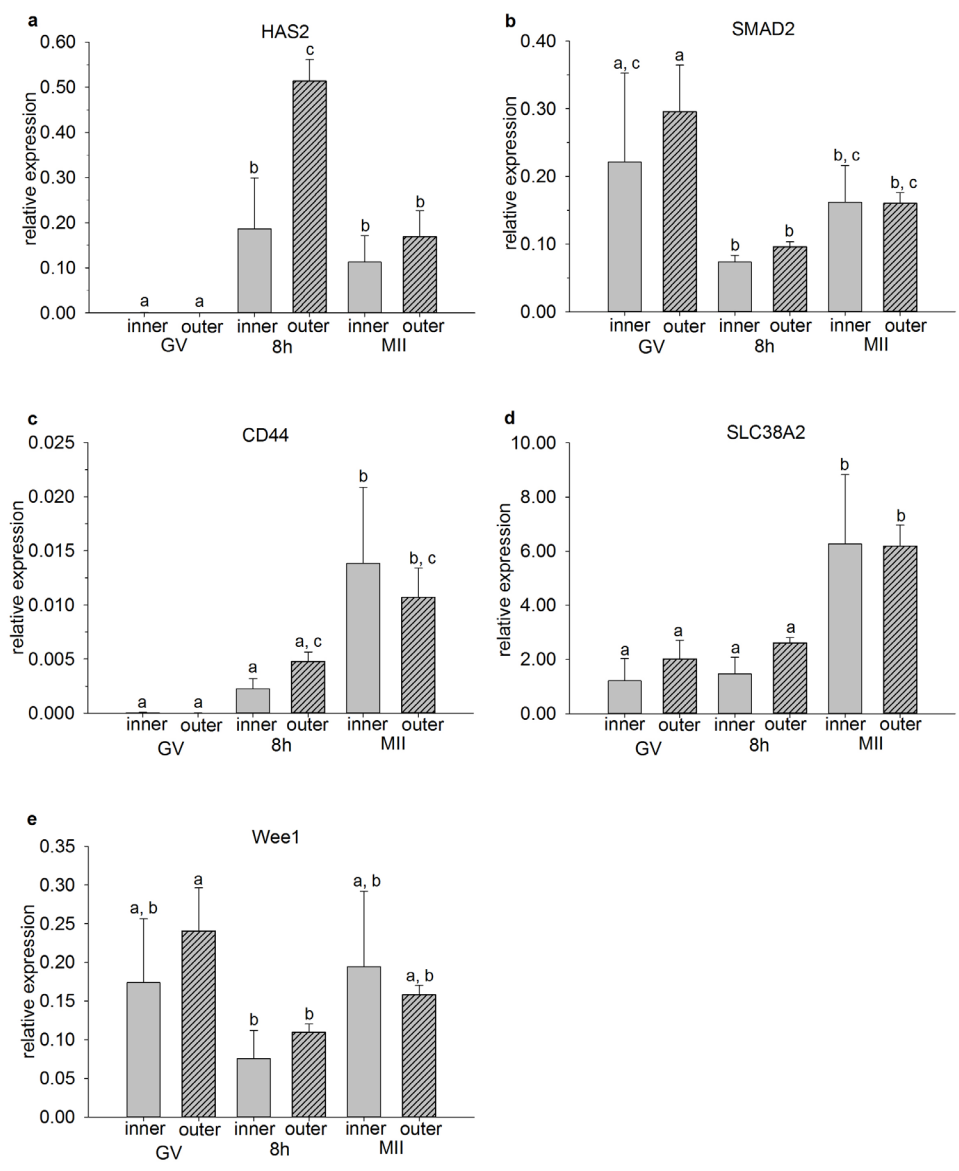 a
HAS2
relative expression
0.60
0.50
0.40
0.30
0.20
0.10
0.00
a
a
b
c
b
b
inner outer inner outer inner outer
GV 8h MII
b
SMAD2
relative expression
0.40
0.30
0.20
0.10
0.00
a, c
a
b
b
b, c
b, c
inner outer inner outer inner outer
GV 8h MII
c
CD44
relative expression
0.025
0.020
0.015
0.010
0.005
0.000
a
a
a
a, c
b
b, c
inner outer inner outer inner outer
GV 8h MII
d
SLC38A2
relative expression
10.00
8.00
6.00
4.00
2.00
0.00
a
a
a
a
b
b
inner outer inner outer inner outer
GV 8h MII
e
Wee1
relative expression
0.35
0.30
0.25
0.20
0.15
0.10
0.05
0.00
a, b
a
b
b
a, b
a, b
inner outer inner outer inner outer
GV 8h MII